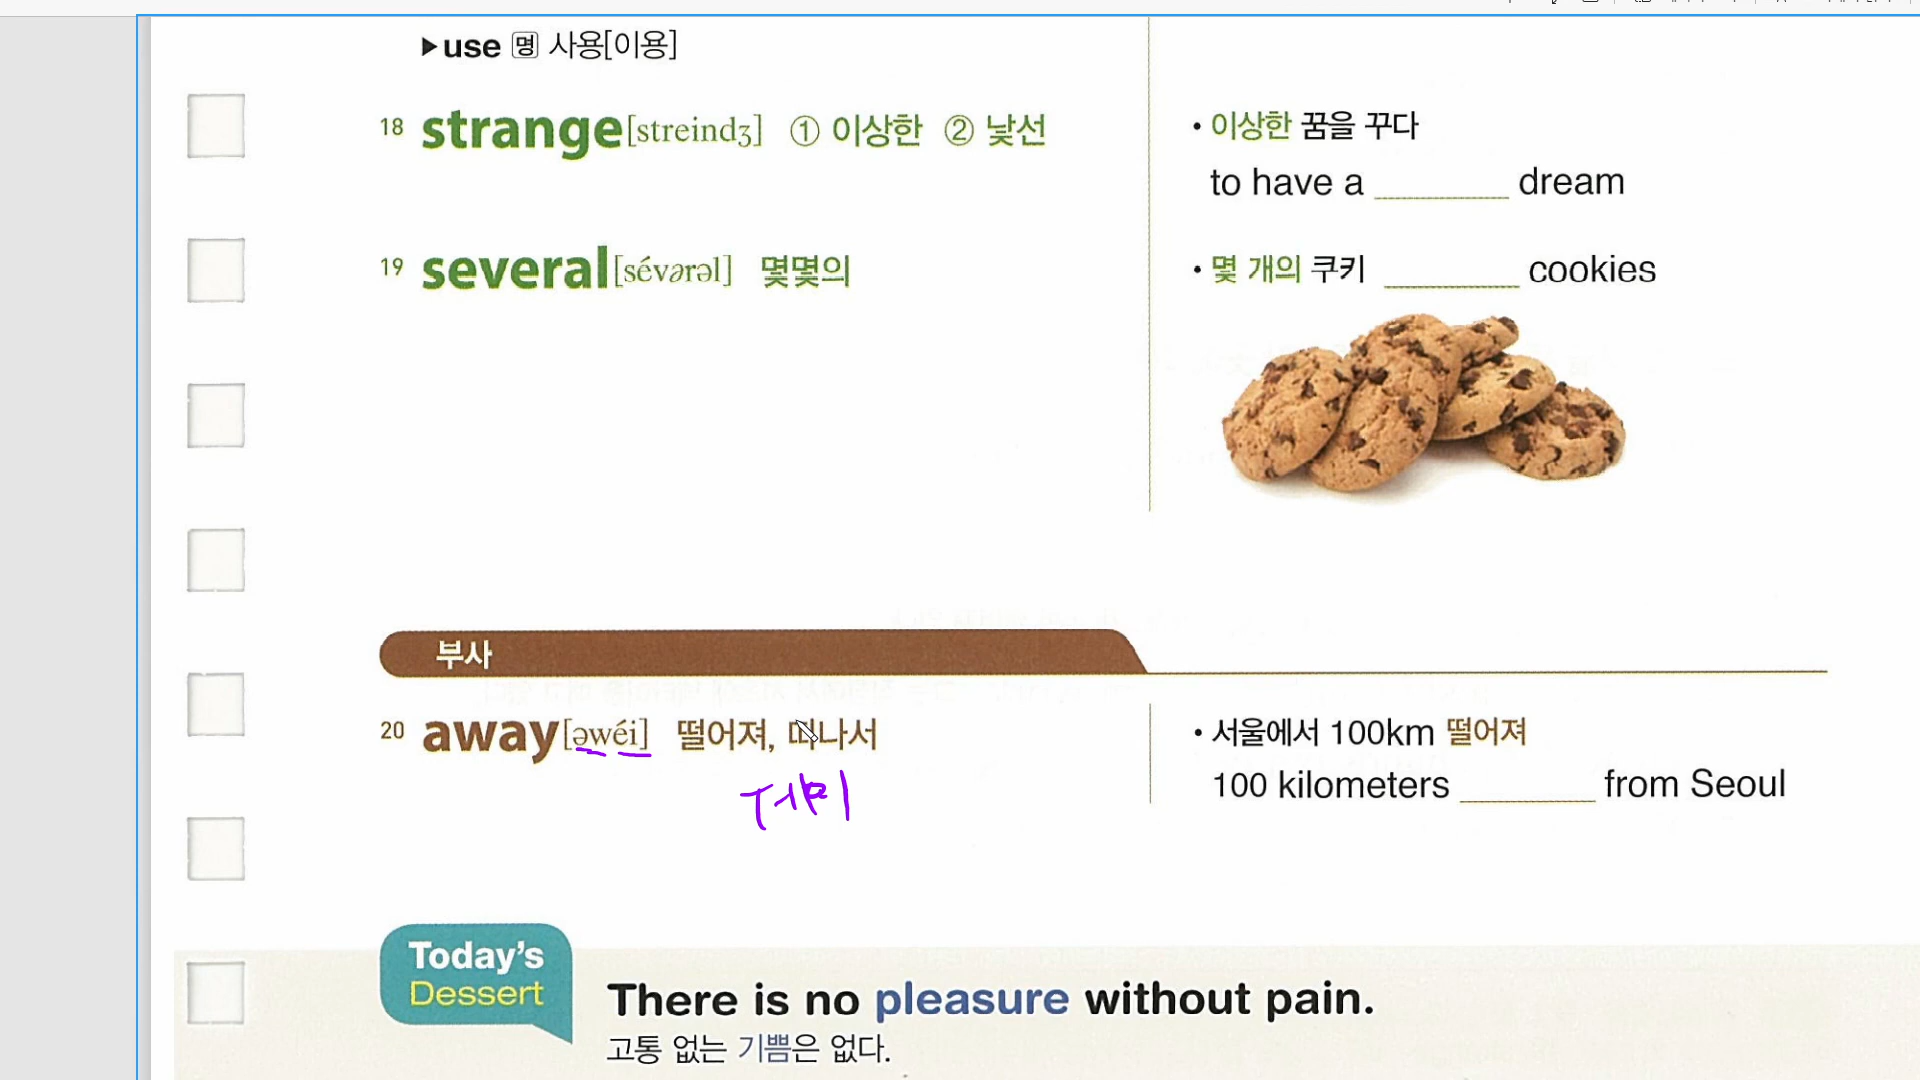 ▶use 명 사용[이용]
18 strange[streindʒ] ① 이상한 ② 낯선
• 이상한 꿈을 꾸다
to have a ________ dream
19 several[sévərəl] 몇몇의
• 몇 개의 쿠키 ________ cookies
부사
20 away[əwéi] 떨어져, 떠나서
• 서울에서 100km 떨어져
100 kilometers ________ from Seoul
Today's
Dessert
There is no pleasure without pain.
고통 없는 기쁨은 없다.